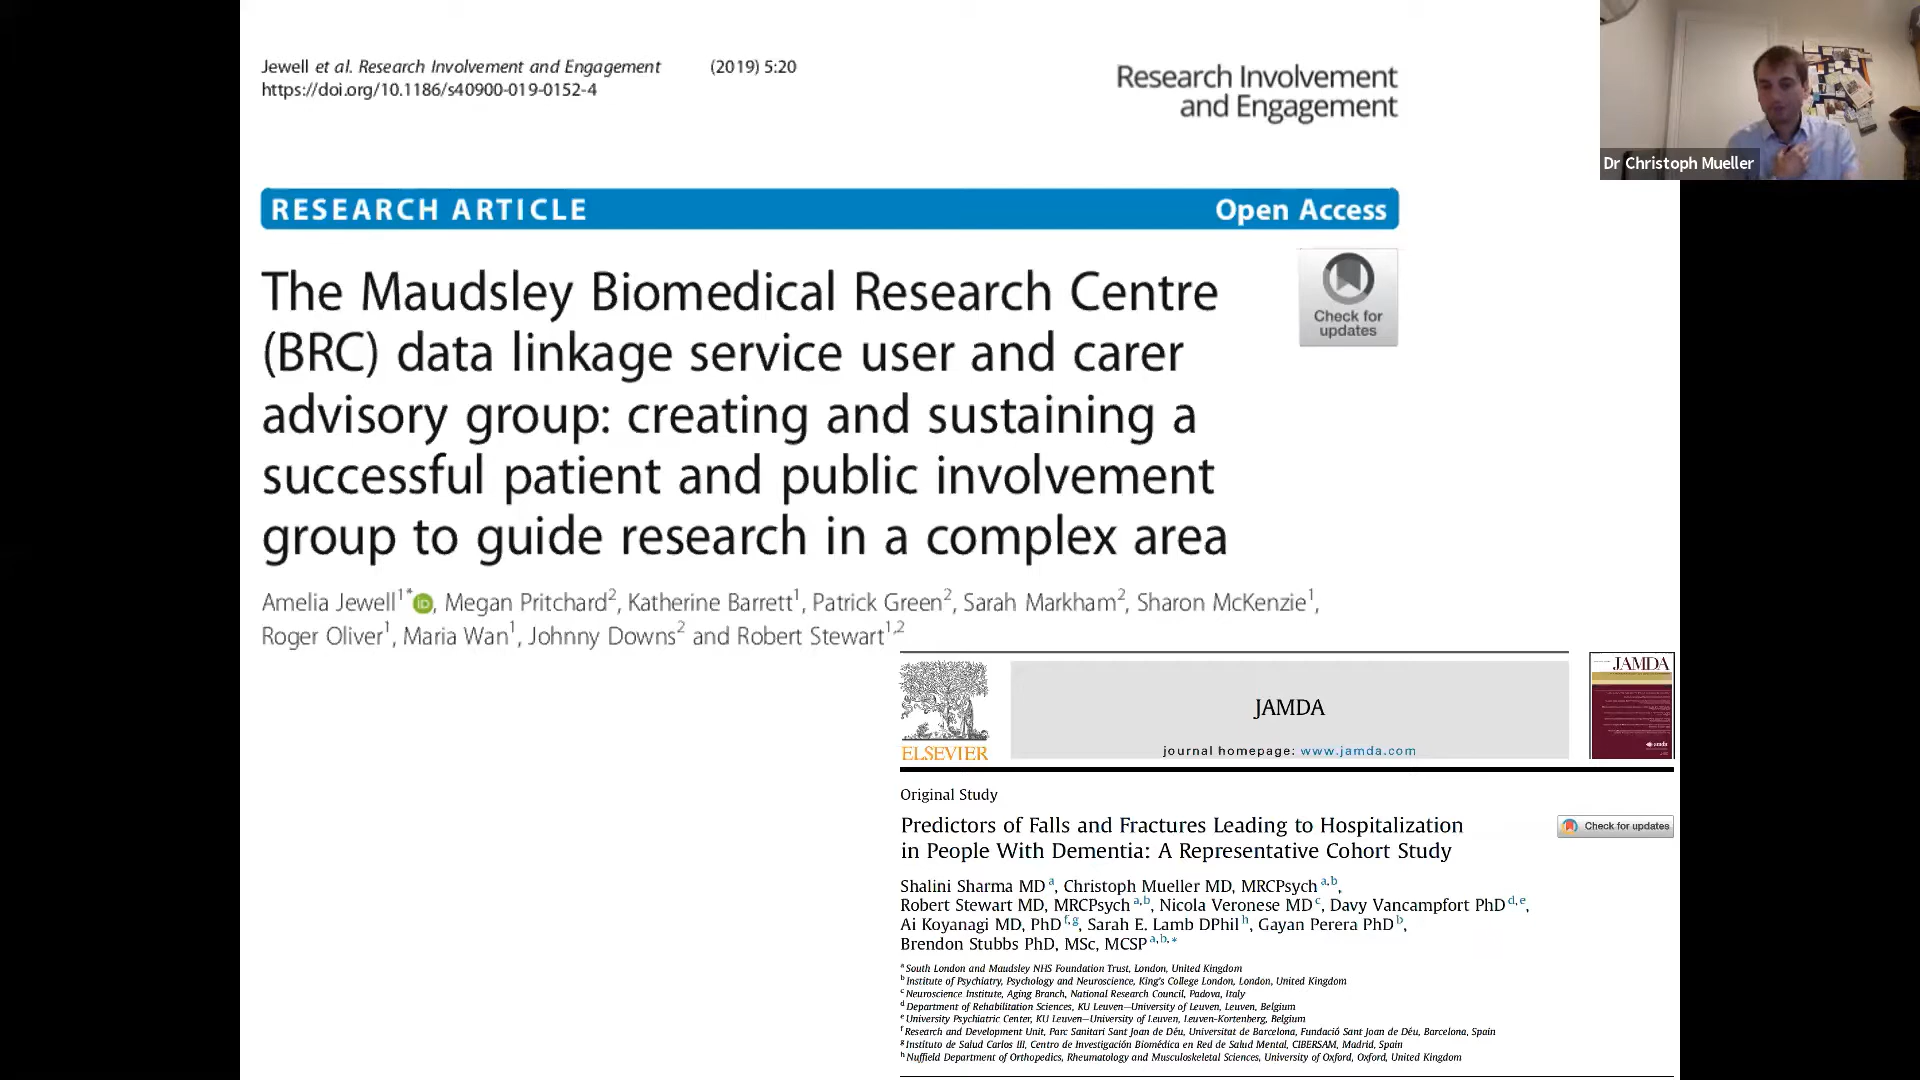 Jewell et al. Research Involvement and Engagement (2019) 5:20
https://doi.org/10.1186/s40900-019-0152-4
Research Involvement
and Engagement
Dr Christoph Mueller
RESEARCH ARTICLE Open Access
The Maudsley Biomedical Research Centre
(BRC) data linkage service user and carer
advisory group: creating and sustaining a
successful patient and public involvement
group to guide research in a complex area
Check for
updates
Amelia Jewell1* iD, Megan Pritchard2, Katherine Barrett1, Patrick Green2, Sarah Markham2, Sharon McKenzie1,
Roger Oliver1, Maria Wan1, Johnny Downs2 and Robert Stewart1,2
ELSEVIER
JAMDA
journal homepage: www.jamda.com
JAMDA
Original Study
Predictors of Falls and Fractures Leading to Hospitalization
in People With Dementia: A Representative Cohort Study
Check for updates
Shalini Sharma MD a, Christoph Mueller MD, MRCPsych a,b,
Robert Stewart MD, MRCPsych a,b, Nicola Veronese MD c, Davy Vancampfort PhD d,e,
Ai Koyanagi MD, PhD f,g, Sarah E. Lamb DPhil h, Gayan Perera PhD b,
Brendon Stubbs PhD, MSc, MCSP a,b,*
a South London and Maudsley NHS Foundation Trust, London, United Kingdom
b Institute of Psychiatry, Psychology and Neuroscience, King's College London, London, United Kingdom
c Neuroscience Institute, Aging Branch, National Research Council, Padova, Italy
d Department of Rehabilitation Sciences, KU Leuven—University of Leuven, Leuven, Belgium
e University Psychiatric Center, KU Leuven—University of Leuven, Leuven-Kortenberg, Belgium
f Research and Development Unit, Parc Sanitari Sant Joan de Déu, Universitat de Barcelona, Fundació Sant Joan de Déu, Barcelona, Spain
g Instituto de Salud Carlos III, Centro de Investigación Biomédica en Red de Salud Mental, CIBERSAM, Madrid, Spain
h Nuffield Department of Orthopedics, Rheumatology and Musculoskeletal Sciences, University of Oxford, Oxford, United Kingdom